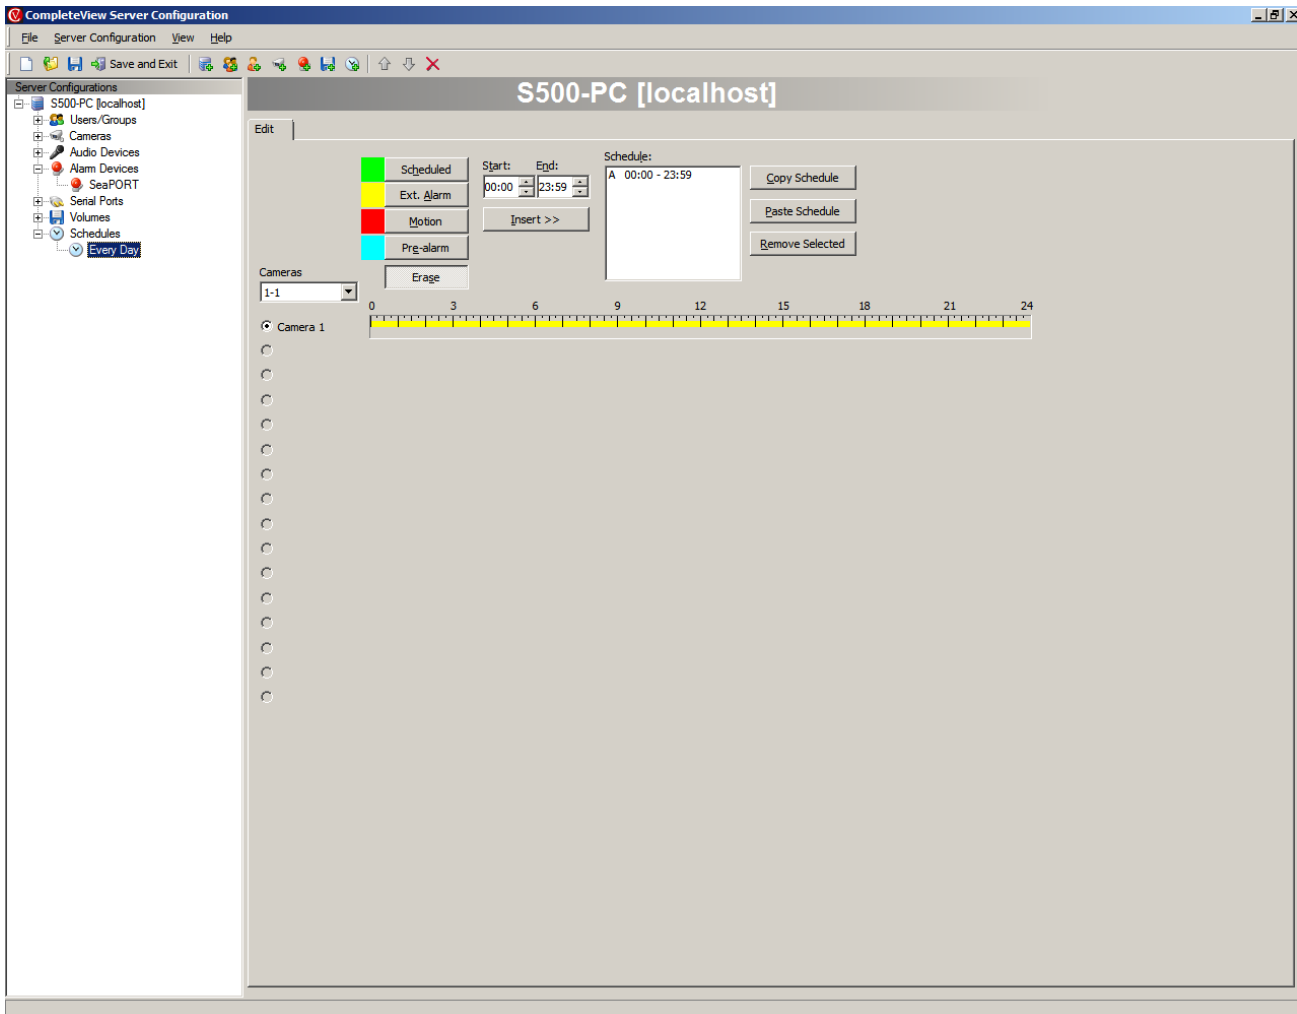 CompleteView Server Configuration
File Server Configuration View Help
Save and Exit
Server Configurations
S500-PC [localhost]
Users/Groups
Cameras
Audio Devices
Alarm Devices
SeaPORT
Serial Ports
Volumes
Schedules
Every Day
S500-PC [localhost]
Edit
Scheduled
Ext. Alarm
Motion
Pre-alarm
Erase
Start: End:
00:00 23:59
Insert >>
Schedule:
A 00:00 - 23:59
Copy Schedule
Paste Schedule
Remove Selected
Cameras
1-1
0 3 6 9 12 15 18 21 24
Camera 1